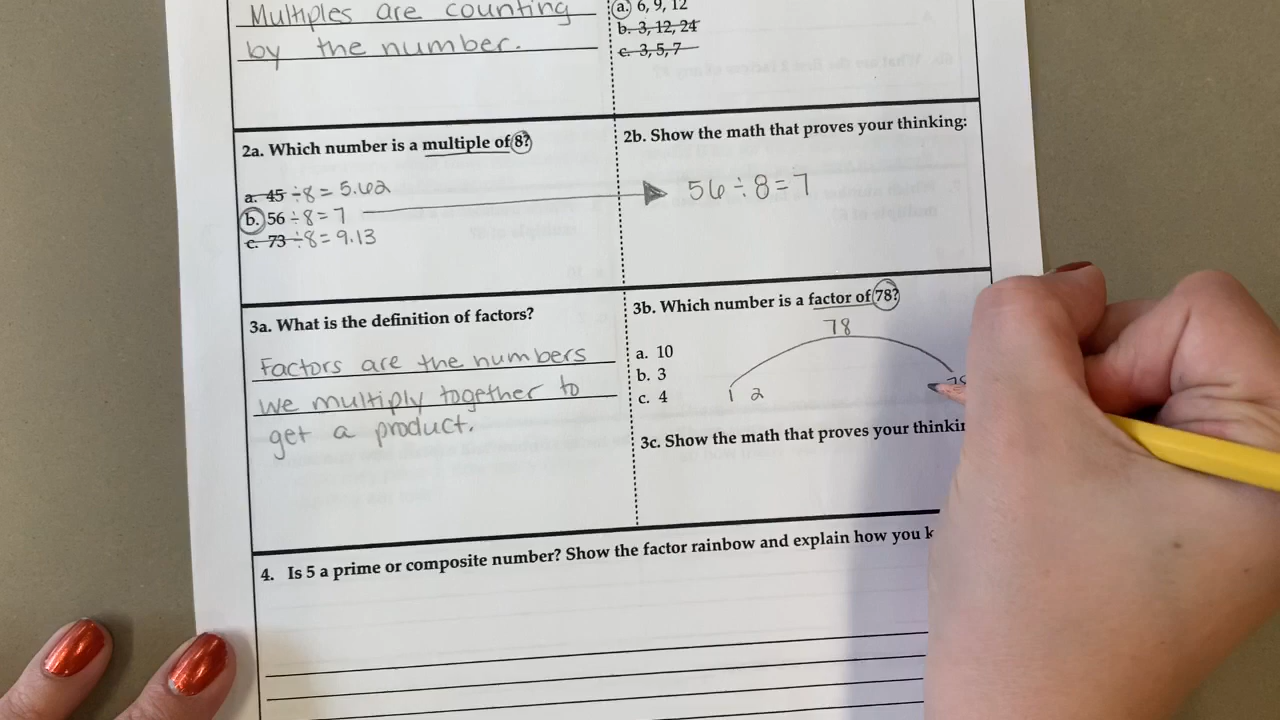 Multiples are counting
by the number.
a. 6, 9, 12
b. 3, 12, 24
c. 3, 5, 7
2a. Which number is a multiple of 8?
a. 45 ÷8 = 5.62
b. 56 ÷8 = 7
c. 73 ÷8 = 9.13
2b. Show the math that proves your thinking:
56 ÷ 8 = 7
3a. What is the definition of factors?
Factors are the numbers
we multiply together to
get a product.
3b. Which number is a factor of 78?
78
a. 10
b. 3
c. 4
1 2
3c. Show the math that proves your
4. Is 5 a prime or composite number? Show the factor rainbow and explain how you